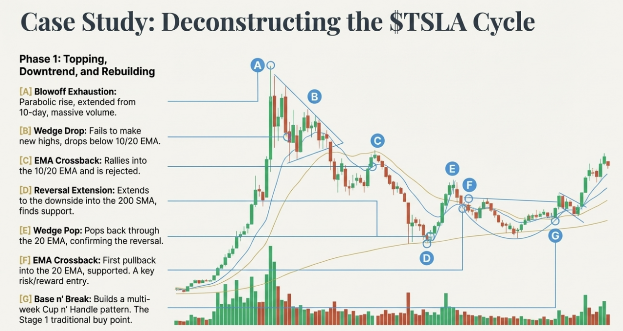 Case Study: Deconstructing the $TSLA Cycle
Phase 1: Topping,
Downtrend, and Rebuilding
[A] Blowoff Exhaustion:
Parabolic rise, extended from
10-day, massive volume.
[B] Wedge Drop: Fails to make
new highs, drops below 10/20 EMA.
[C] EMA Crossback: Rallies into
the 10/20 EMA and is rejected.
[D] Reversal Extension: Extends
to the downside into the 200 SMA,
finds support.
[E] Wedge Pop: Pops back through
the 20 EMA, confirming the reversal.
[F] EMA Crossback: First pullback
into the 20 EMA, supported. A key
risk/reward entry.
[G] Base n' Break: Builds a multi-
week Cup n' Handle pattern. The
Stage 1 traditional buy point.
A
B
C
E
F
D
G